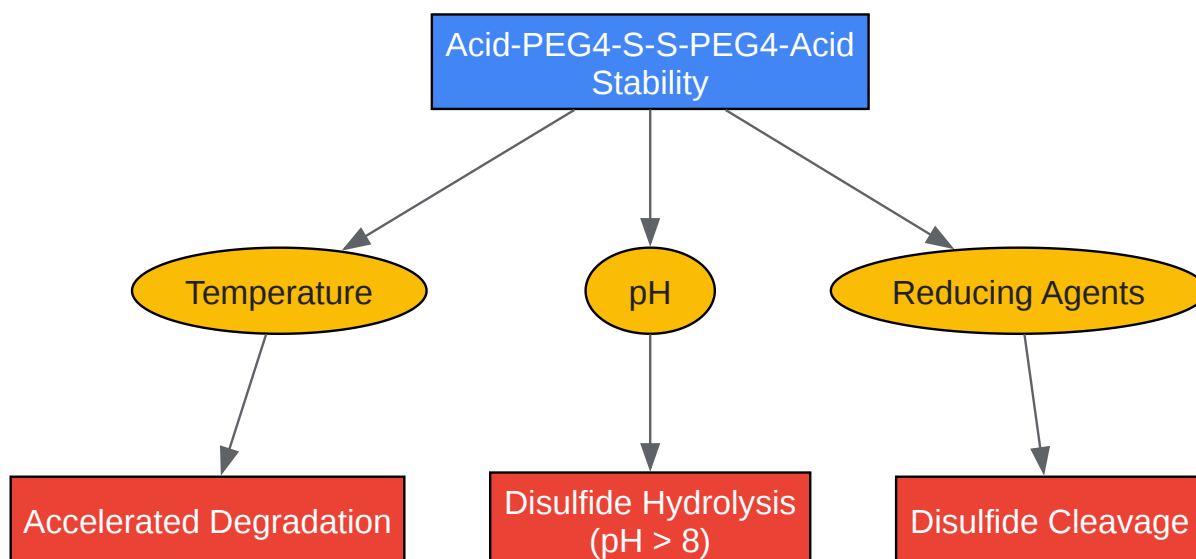 Acid-PEG4-S-S-PEG4-Acid
Stability
Temperature
pH
Reducing Agents
Accelerated Degradation
Disulfide Hydrolysis
(pH > 8)
Disulfide Cleavage